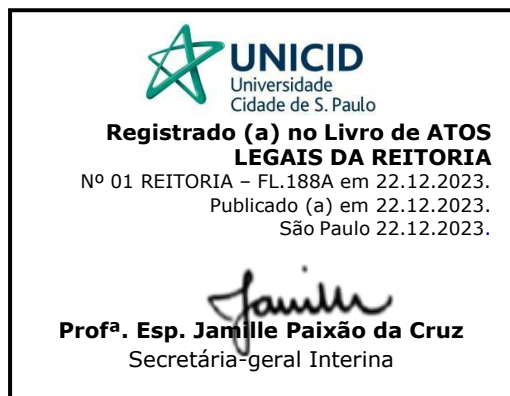 UNICID
Universidade
Cidade de S. Paulo
Registrado (a) no Livro de ATOS
LEGAIS DA REITORIA
Nº 01 REITORIA – FL.188A em 22.12.2023.
Publicado (a) em 22.12.2023.
São Paulo 22.12.2023.
Jamille
Profª. Esp. Jamille Paixão da Cruz
Secretária-geral Interina